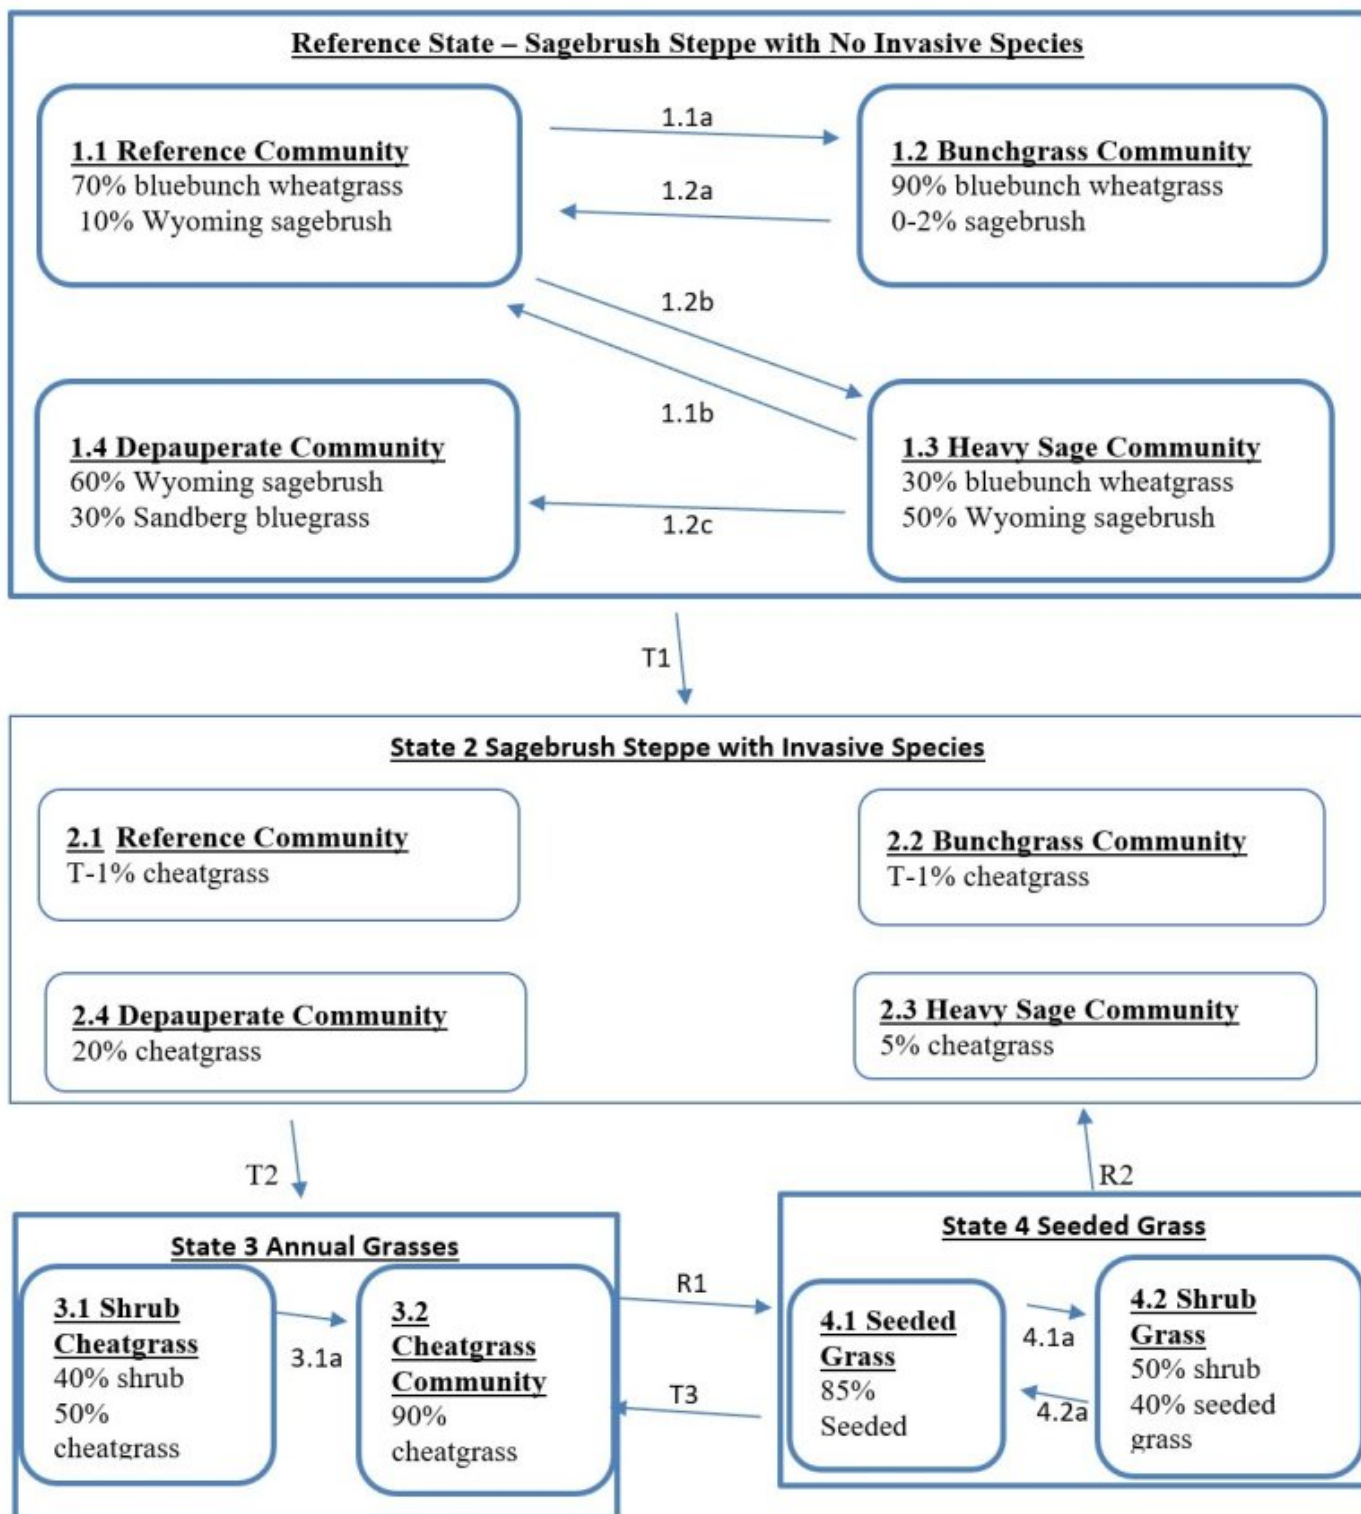 Reference State – Sagebrush Steppe with No Invasive Species
1.1 Reference Community
70% bluebunch wheatgrass
10% Wyoming sagebrush
1.1a
1.2a
1.2 Bunchgrass Community
90% bluebunch wheatgrass
0-2% sagebrush
1.2b
1.1b
1.4 Depauperate Community
60% Wyoming sagebrush
30% Sandberg bluegrass
1.2c
1.3 Heavy Sage Community
30% bluebunch wheatgrass
50% Wyoming sagebrush
T1
State 2 Sagebrush Steppe with Invasive Species
2.1 Reference Community
T-1% cheatgrass
2.2 Bunchgrass Community
T-1% cheatgrass
2.4 Depauperate Community
20% cheatgrass
2.3 Heavy Sage Community
5% cheatgrass
T2
R2
State 3 Annual Grasses
3.1 Shrub
Cheatgrass
40% shrub
50%
cheatgrass
3.1a
3.2
Cheatgrass
Community
90%
cheatgrass
R1
T3
State 4 Seeded Grass
4.1 Seeded
Grass
85%
Seeded
4.1a
4.2a
4.2 Shrub
Grass
50% shrub
40% seeded
grass